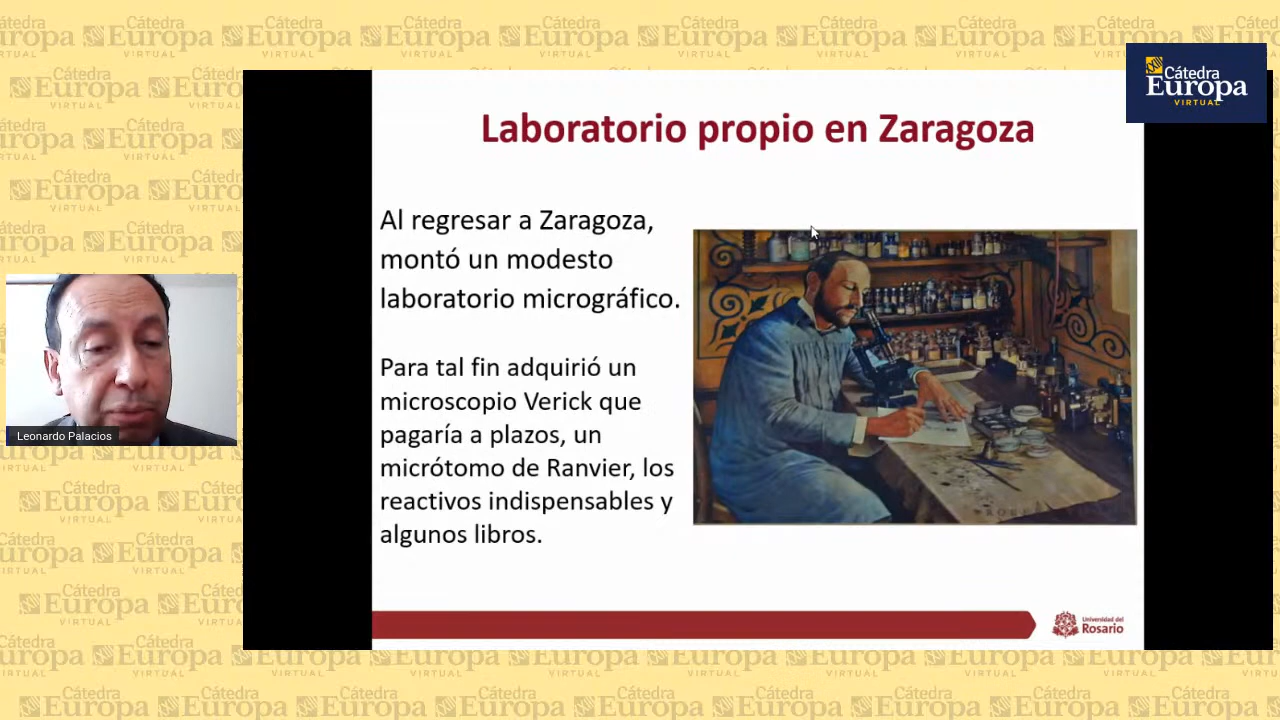 Cátedra
Europa
VIRTUAL
Laboratorio propio en Zaragoza
Al regresar a Zaragoza,
montó un modesto
laboratorio micrográfico.
Para tal fin adquirió un
microscopio Verick que
pagaría a plazos, un
micrótomo de Ranvier, los
reactivos indispensables y
algunos libros.
Leonardo Palacios
Universidad del
Rosario